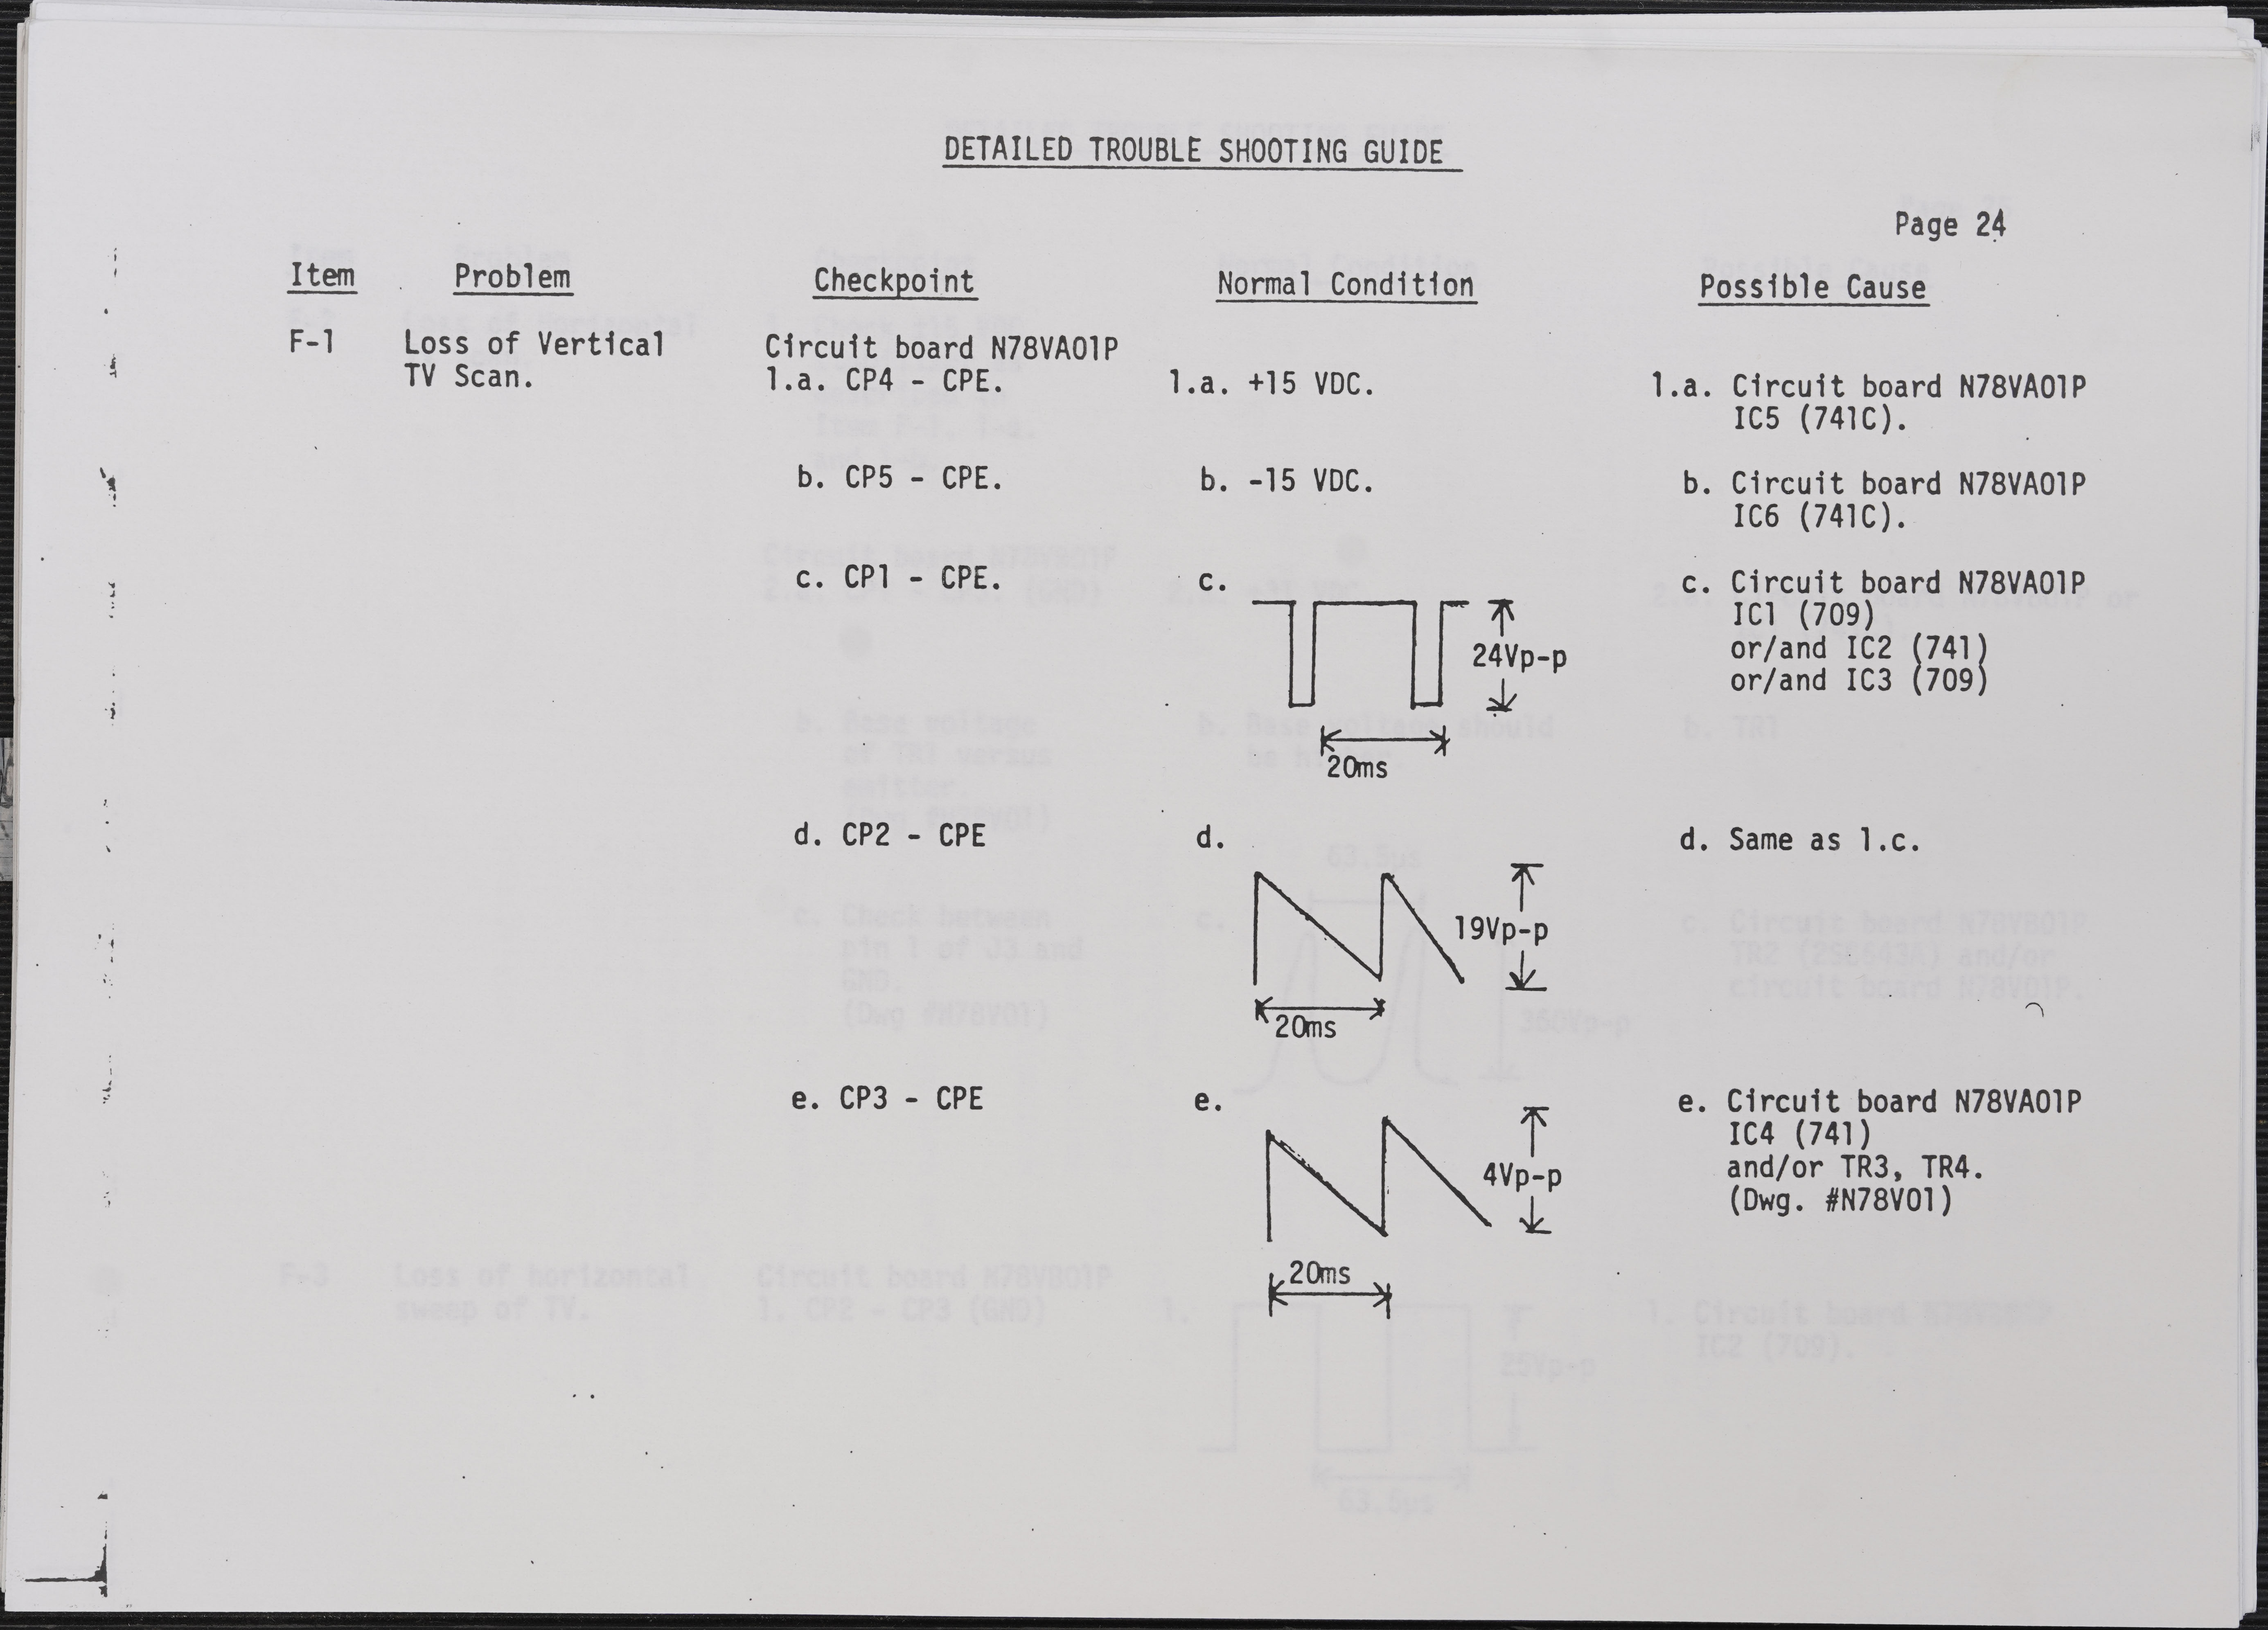 DETAILED TROUBLE SHOOTING GUIDE
Page 24
Item Problem Checkpoint Normal Condition Possible Cause
F-1 Loss of Vertical
TV Scan.
Circuit board N78VA01P
1.a. CP4 - CPE.
1.a. +15 VDC.
1.a. Circuit board N78VA01P
IC5 (741C).
b. CP5 - CPE.
b. -15 VDC.
b. Circuit board N78VA01P
IC6 (741C).
c. CP1 - CPE.
c.
24Vp-p
20ms
c. Circuit board N78VA01P
IC1 (709)
or/and IC2 (741)
or/and IC3 (709)
d. CP2 - CPE
d.
19Vp-p
20ms
d. Same as 1.c.
e. CP3 - CPE
e.
4Vp-p
20ms
e. Circuit board N78VA01P
IC4 (741)
and/or TR3, TR4.
(Dwg. #N78V01)